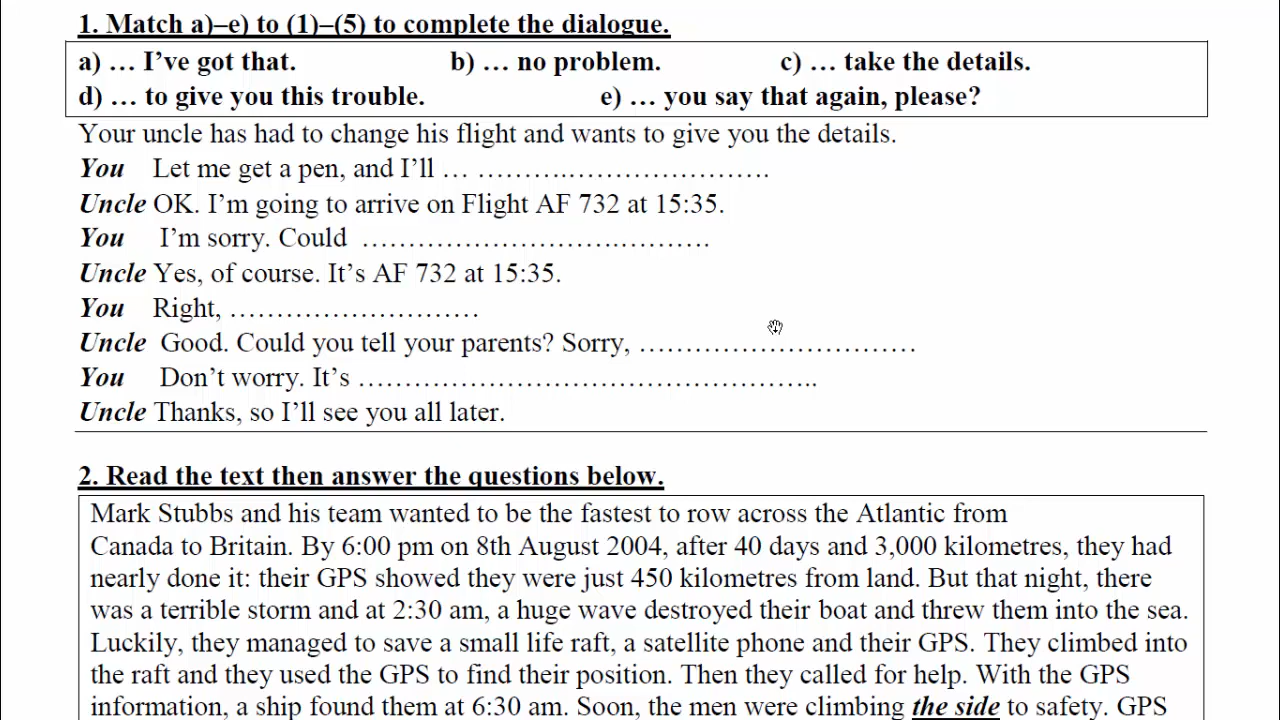 1. Match a)–e) to (1)–(5) to complete the dialogue.
a) … I’ve got that. b) … no problem. c) … take the details.
d) … to give you this trouble. e) … you say that again, please?
Your uncle has had to change his flight and wants to give you the details.
You Let me get a pen, and I’ll … ……….………………….
Uncle OK. I’m going to arrive on Flight AF 732 at 15:35.
You I’m sorry. Could ……………………….……….
Uncle Yes, of course. It’s AF 732 at 15:35.
You Right, ………………………
Uncle Good. Could you tell your parents? Sorry, …………………………
You Don’t worry. It’s …………………………………………..
Uncle Thanks, so I’ll see you all later.
2. Read the text then answer the questions below.
Mark Stubbs and his team wanted to be the fastest to row across the Atlantic from
Canada to Britain. By 6:00 pm on 8th August 2004, after 40 days and 3,000 kilometres, they had
nearly done it: their GPS showed they were just 450 kilometres from land. But that night, there
was a terrible storm and at 2:30 am, a huge wave destroyed their boat and threw them into the sea.
Luckily, they managed to save a small life raft, a satellite phone and their GPS. They climbed into
the raft and they used the GPS to find their position. Then they called for help. With the GPS
information, a ship found them at 6:30 am. Soon, the men were climbing the side to safety. GPS